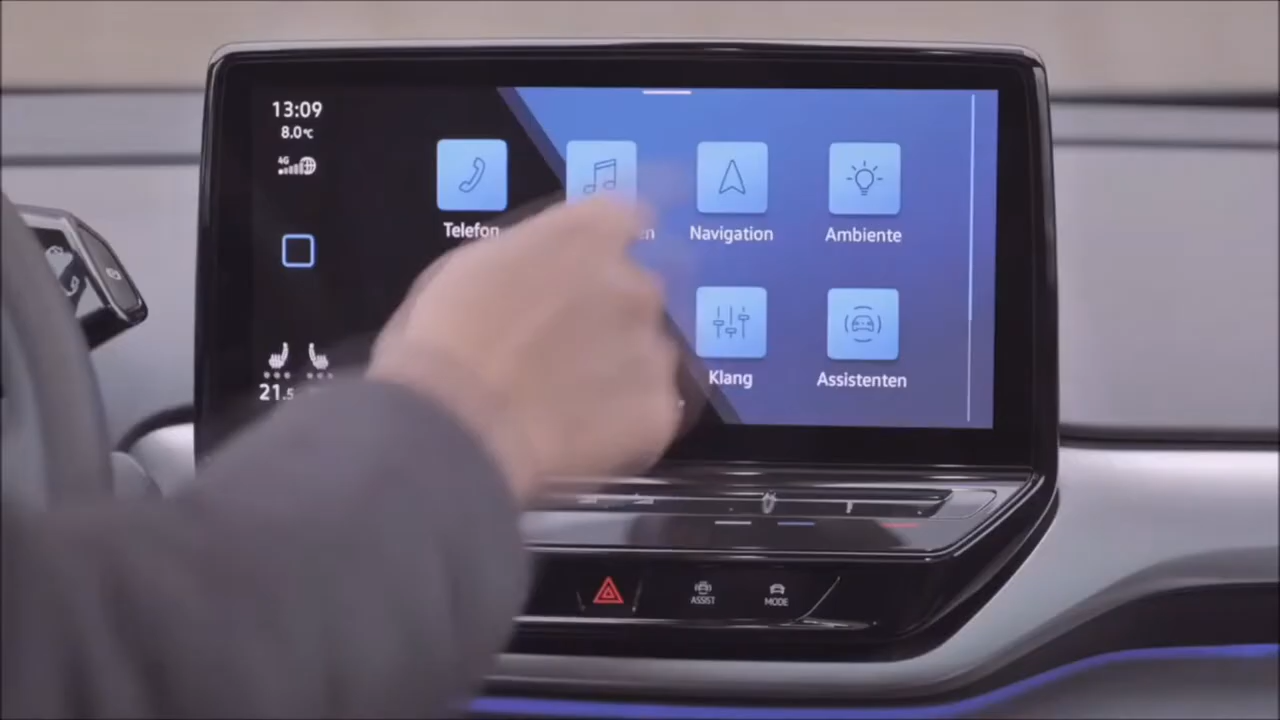 13:09
8.0°C
4G
Telefon
Navigation
Ambiente
21.5
Klang
Assistenten
ASSIST
MODE